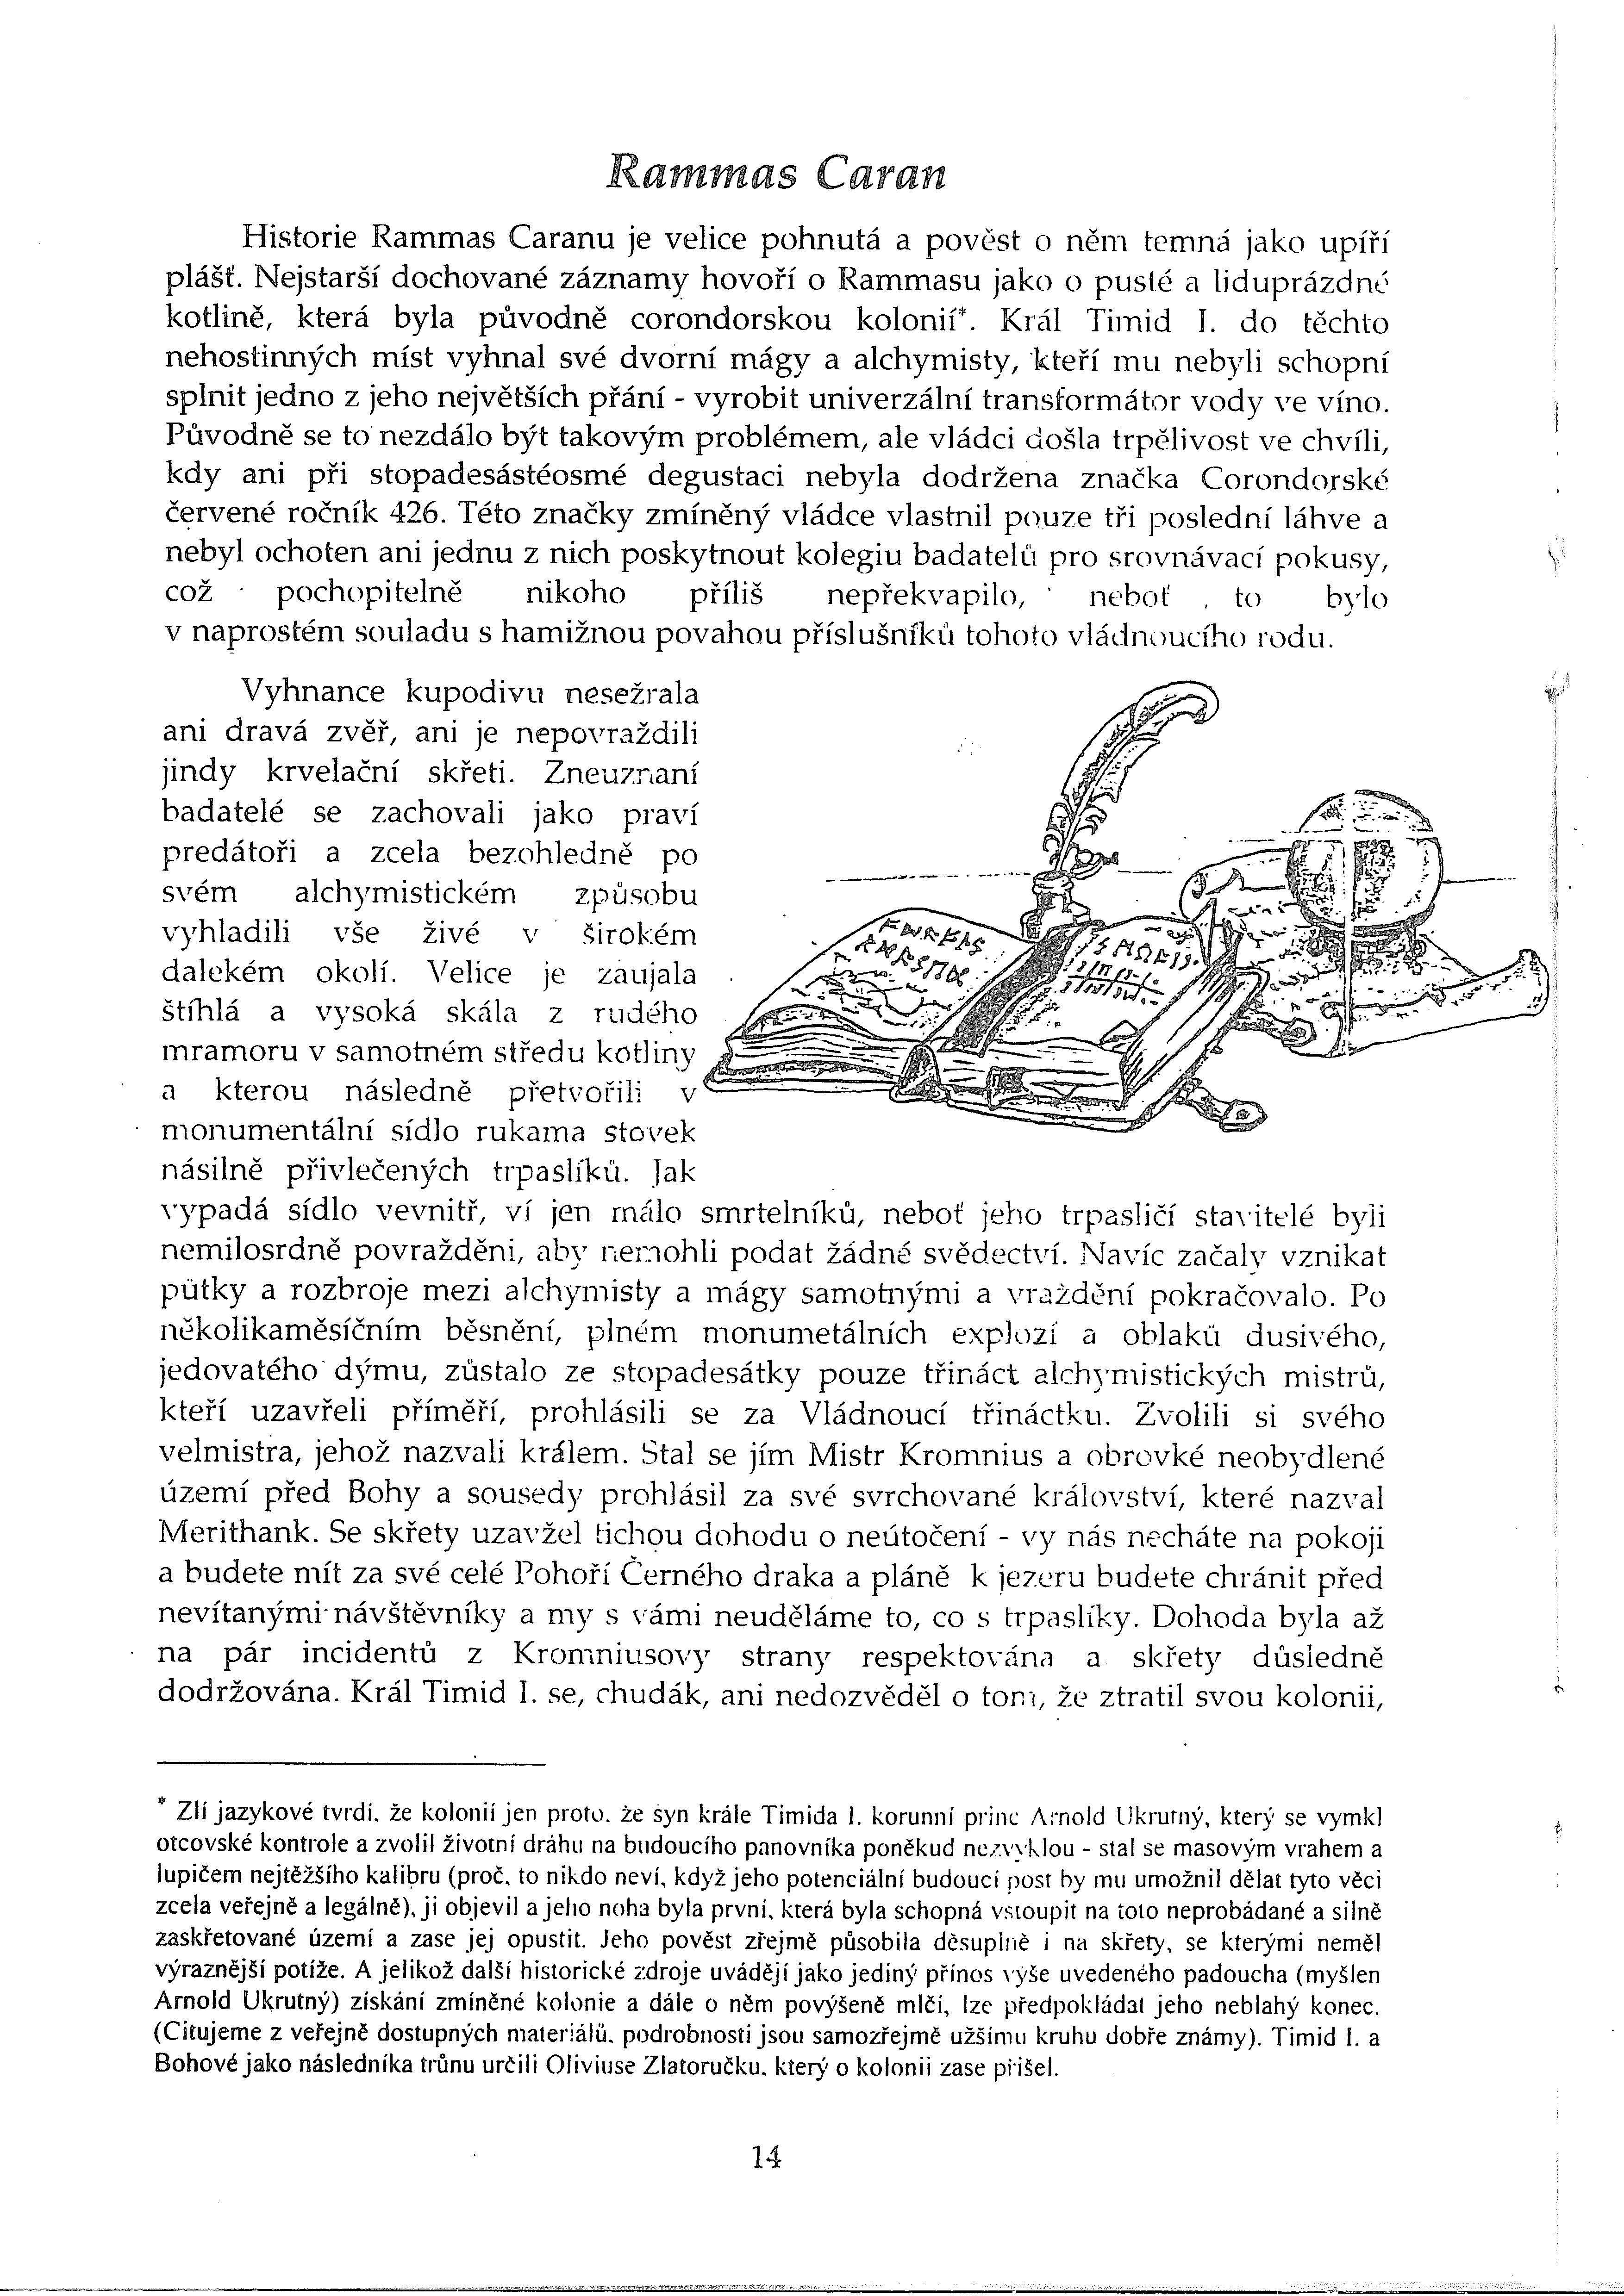 Rammas Caran
Historie Rammas Caranu je velice pohnutá a pověst o něm temná jako upíří
plášť. Nejstarší dochované záznamy hovoří o Rammasu jako o pusté a liduprázdné
kotlině, která byla původně corondorskou kolonií*. Král Timid I. do těchto
nehostinných míst vyhnal své dvorní mágy a alchymisty, kteří mu nebyli schopní
splnit jedno z jeho největších přání - vyrobit univerzální transformátor vody ve víno.
Původně se to nezdálo být takovým problémem, ale vládci došla trpělivost ve chvíli,
kdy ani při stopadesástéosmé degustaci nebyla dodržena značka Corondorské
červené ročník 426. Této značky zmíněný vládce vlastnil pouze tři poslední láhve a
nebyl ochoten ani jednu z nich poskytnout kolegiu badatelů pro srovnávací pokusy,
což pochopitelně nikoho příliš nepřekvapilo, neboť to bylo
v naprostém souladu s hamižnou povahou příslušníků tohoto vládnoucího rodu.
Vyhnance kupodivu nesežrala
ani dravá zvěř, ani je nepovraždili
jindy krvelační skřeti. Zneuznaní
badatelé se zachovali jako praví
predátoři a zcela bezohledně po
svém alchymistickém způsobu
vyhladili vše živé v širokém
dalekém okolí. Velice je zaujala
štíhlá a vysoká skála z rudého
mramoru v samotném středu kotliny
a kterou následně přetvořili v
monumentální sídlo rukama stovek
násilně přivlečených trpaslíků. Jak
vypadá sídlo vevnitř, ví jen málo smrtelníků, neboť jeho trpasličí stavitelé byli
nemilosrdně povražděni, aby nemohli podat žádné svědectví. Navíc začaly vznikat
půtky a rozbroje mezi alchymisty a mágy samotnými a vraždění pokračovalo. Po
několikaměsíčním běsnění, plném monumetálních explozí a oblaků dusivého,
jedovatého dýmu, zůstalo ze stopadesátky pouze třináct alchymistických mistrů,
kteří uzavřeli příměří, prohlásili se za Vládnoucí třináctku. Zvolili si svého
velmistra, jehož nazvali králem. Stal se jím Mistr Kromnius a obrovké neobydlené
území před Bohy a sousedy prohlásil za své svrchované království, které nazval
Merithank. Se skřety uzavžel tichou dohodu o neútočení - vy nás necháte na pokoji
a budete mít za své celé Pohoří Černého draka a pláně k jezeru budete chránit před
nevítanými návštěvníky a my s vámi neuděláme to, co s trpaslíky. Dohoda byla až
na pár incidentů z Kromniusovy strany respektována a skřety důsledně
dodržována. Král Timid I. se, chudák, ani nedozvěděl o tom, že ztratil svou kolonii,
* Zlí jazykové tvrdí, že kolonií jen proto, že syn krále Timida I. korunní princ Arnold Ukrutný, který se vymkl
otcovské kontrole a zvolil životní dráhu na budoucího panovníka poněkud nezvyklou - stal se masovým vrahem a
lupičem nejtěžšího kalibru (proč, to nikdo neví, když jeho potenciální budoucí post by mu umožnil dělat tyto věci
zcela veřejně a legálně), ji objevil a jeho noha byla první, která byla schopná vstoupit na toto neprobádané a silně
zaskřetované území a zase jej opustit. Jeho pověst zřejmě působila děsuplně i na skřety, se kterými neměl
výraznější potíže. A jelikož další historické zdroje uvádějí jako jediný přínos výše uvedeného padoucha (myšlen
Arnold Ukrutný) získání zmíněné kolonie a dále o něm povýšeně mlčí, lze předpokládat jeho neblahý konec.
(Citujeme z veřejně dostupných materiálů, podrobnosti jsou samozřejmě užšímu kruhu dobře známy). Timid I. a
Bohové jako následníka trůnu určili Oliviuse Zlatoručku, který o kolonii zase přišel.
14